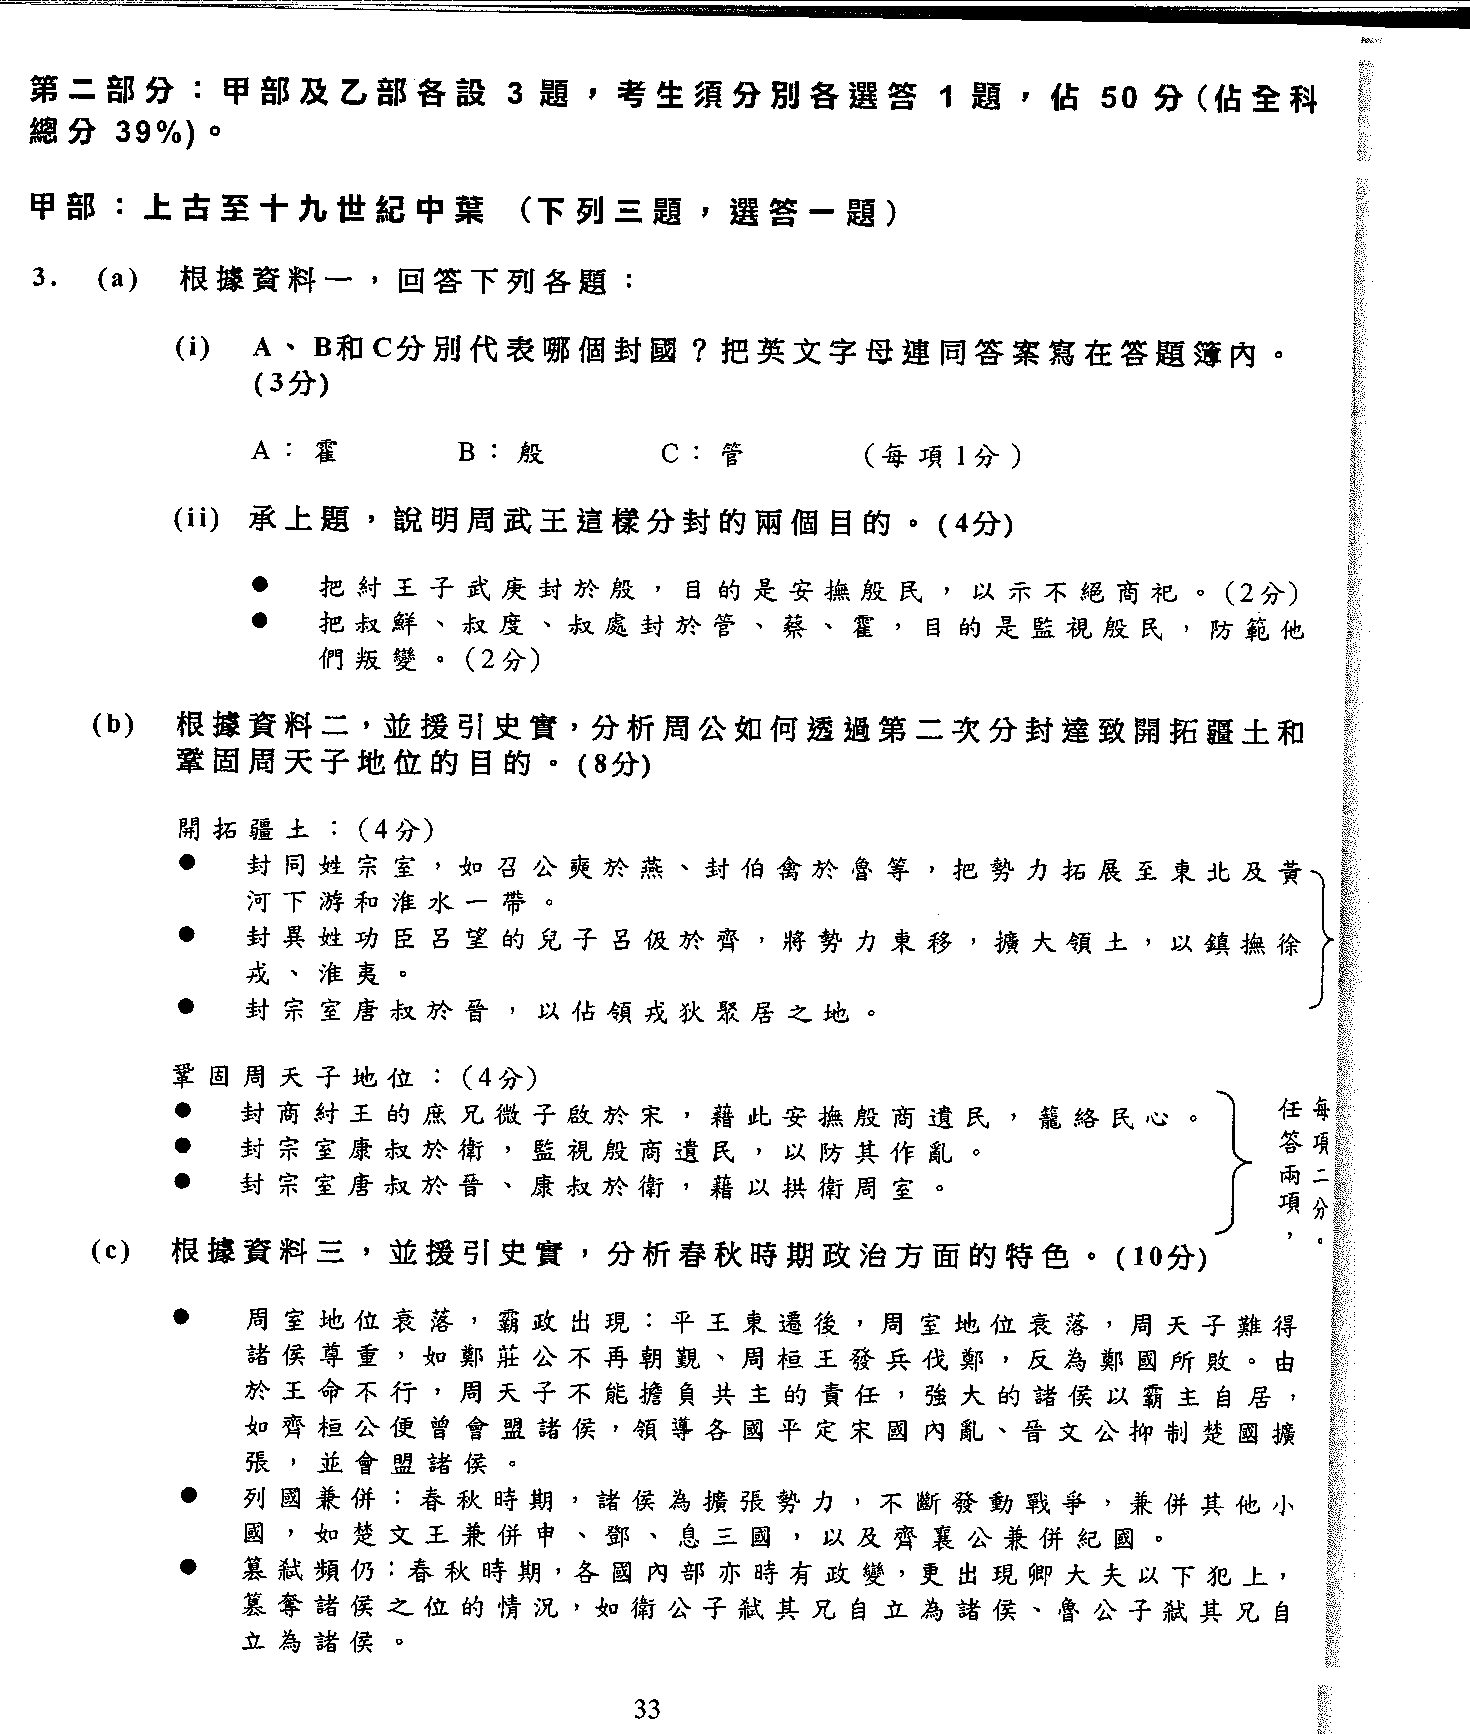 第二部分：甲部及乙部各設 3 題，考生須分別各選答 1 題，佔 50 分(佔全科
總分 39%)。
甲部：上古至十九世紀中葉 (下列三題，選答一題)
3. (a) 根據資料一，回答下列各題：
(i) A、B和C分別代表哪個封國？把英文字母連同答案寫在答題簿內。
(3分)
A：霍 B：殷 C：管 (每項1分)
(ii) 承上題，說明周武王這樣分封的兩個目的。(4分)
● 把紂王子武庚封於殷，目的是安撫殷民，以示不絕商祀。(2分)
● 把叔鮮、叔度、叔處封於管、蔡、霍，目的是監視殷民，防範他
們叛變。(2分)
(b) 根據資料二，並援引史實，分析周公如何透過第二次分封達致開拓疆土和
鞏固周天子地位的目的。(8分)
開拓疆土：(4分)
● 封同姓宗室，如召公奭於燕、封伯禽於魯等，把勢力拓展至東北及黃
河下游和淮水一帶。
● 封異姓功臣呂望的兒子呂伋於齊，將勢力東移，擴大領土，以鎮撫徐
戎、淮夷。
● 封宗室唐叔於晉，以佔領戎狄聚居之地。
鞏固周天子地位：(4分)
● 封商紂王的庶兄微子啟於宋，藉此安撫殷商遺民，籠絡民心。
● 封宗室康叔於衛，監視殷商遺民，以防其作亂。
● 封宗室唐叔於晉、康叔於衛，藉以拱衛周室。
每項二分。
任答兩項，
(c) 根據資料三，並援引史實，分析春秋時期政治方面的特色。(10分)
● 周室地位衰落，霸政出現：平王東遷後，周室地位衰落，周天子難得
諸侯尊重，如鄭莊公不再朝覲、周桓王發兵伐鄭，反為鄭國所敗。由
於王命不行，周天子不能擔負共主的責任，強大的諸侯以霸主自居，
如齊桓公便曾會盟諸侯，領導各國平定宋國內亂、晉文公抑制楚國擴
張，並會盟諸侯。
● 列國兼併：春秋時期，諸侯為擴張勢力，不斷發動戰爭，兼併其他小
國，如楚文王兼併申、鄧、息三國，以及齊襄公兼併紀國。
● 篡弒頻仍：春秋時期，各國內部亦時有政變，更出現卿大夫以下犯上，
篡奪諸侯之位的情況，如衛公子弒其兄自立為諸侯、魯公子弒其兄自
立為諸侯。
33